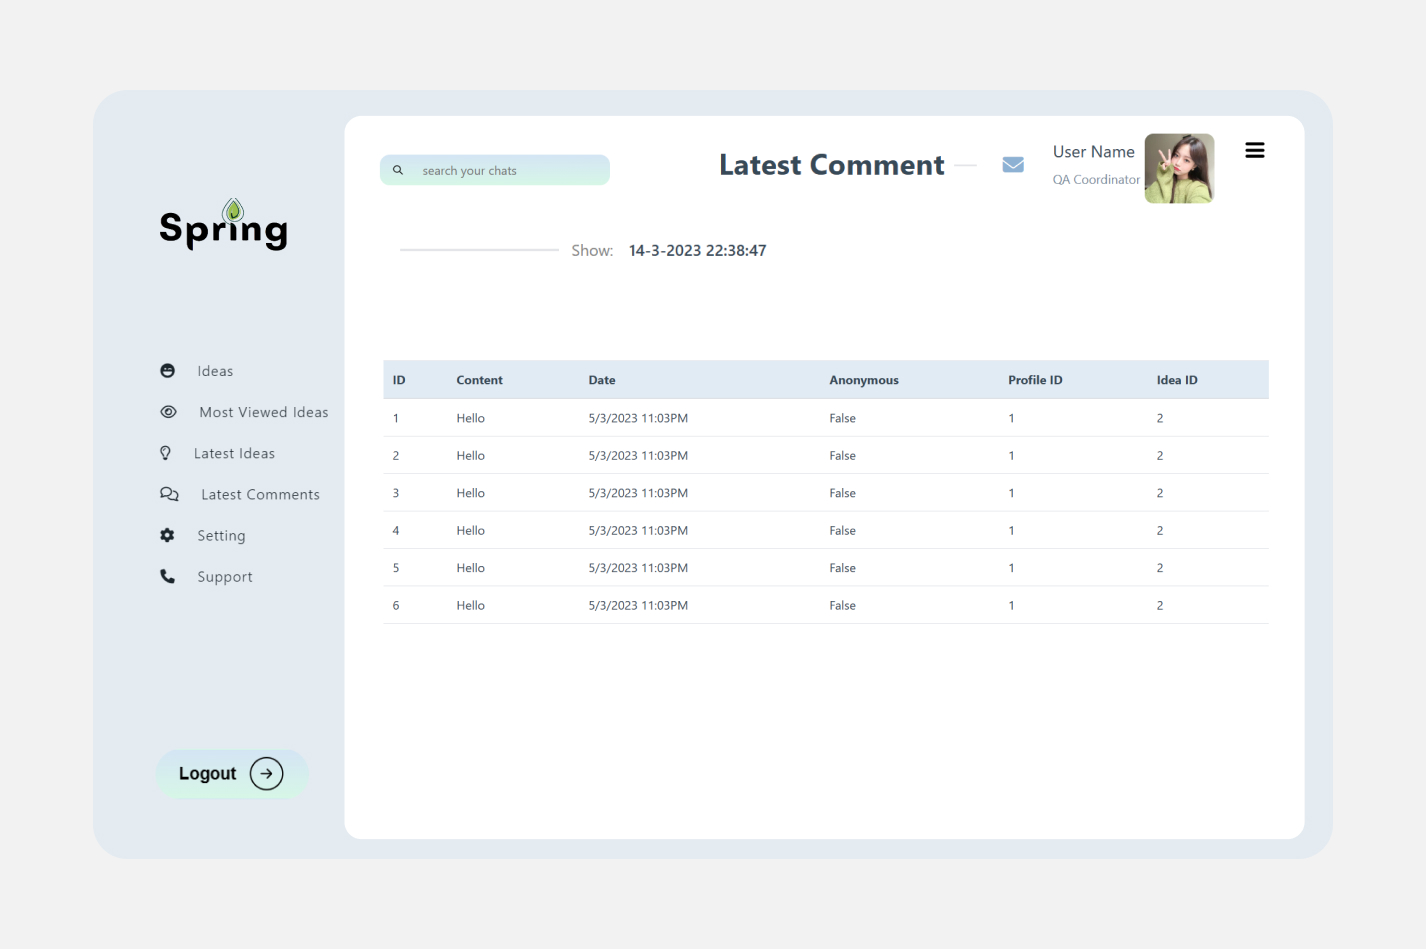 Spring
Ideas
Most Viewed Ideas
Latest Ideas
Latest Comments
Setting
Support
Logout
search your chats
Latest Comment
User Name
QA Coordinator
Show: 14-3-2023 22:38:47
ID Content Date Anonymous Profile ID Idea ID
1 Hello 5/3/2023 11:03PM False 1 2
2 Hello 5/3/2023 11:03PM False 1 2
3 Hello 5/3/2023 11:03PM False 1 2
4 Hello 5/3/2023 11:03PM False 1 2
5 Hello 5/3/2023 11:03PM False 1 2
6 Hello 5/3/2023 11:03PM False 1 2